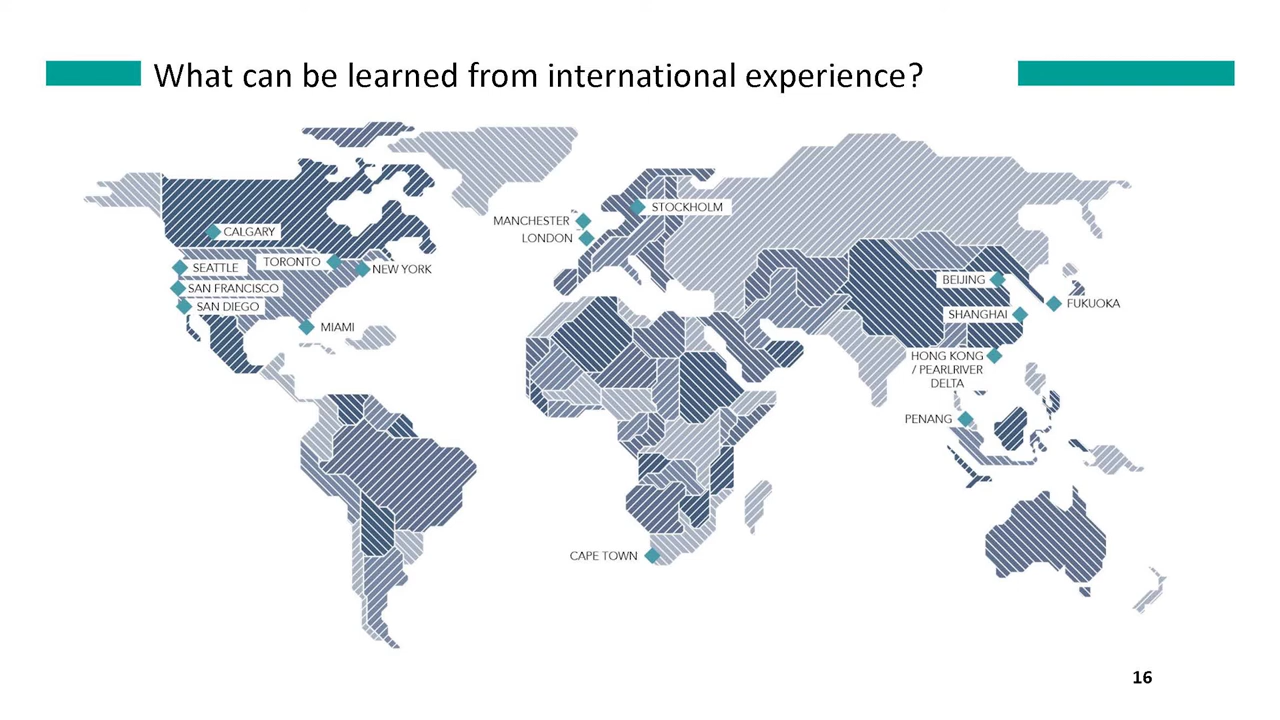 What can be learned from international experience?
STOCKHOLM
MANCHESTER
LONDON
CALGARY
TORONTO
SEATTLE
NEW YORK
SAN FRANCISCO
SAN DIEGO
MIAMI
BEIJING
FUKUOKA
SHANGHAI
HONG KONG
/ PEARLRIVER
DELTA
PENANG
CAPE TOWN
16